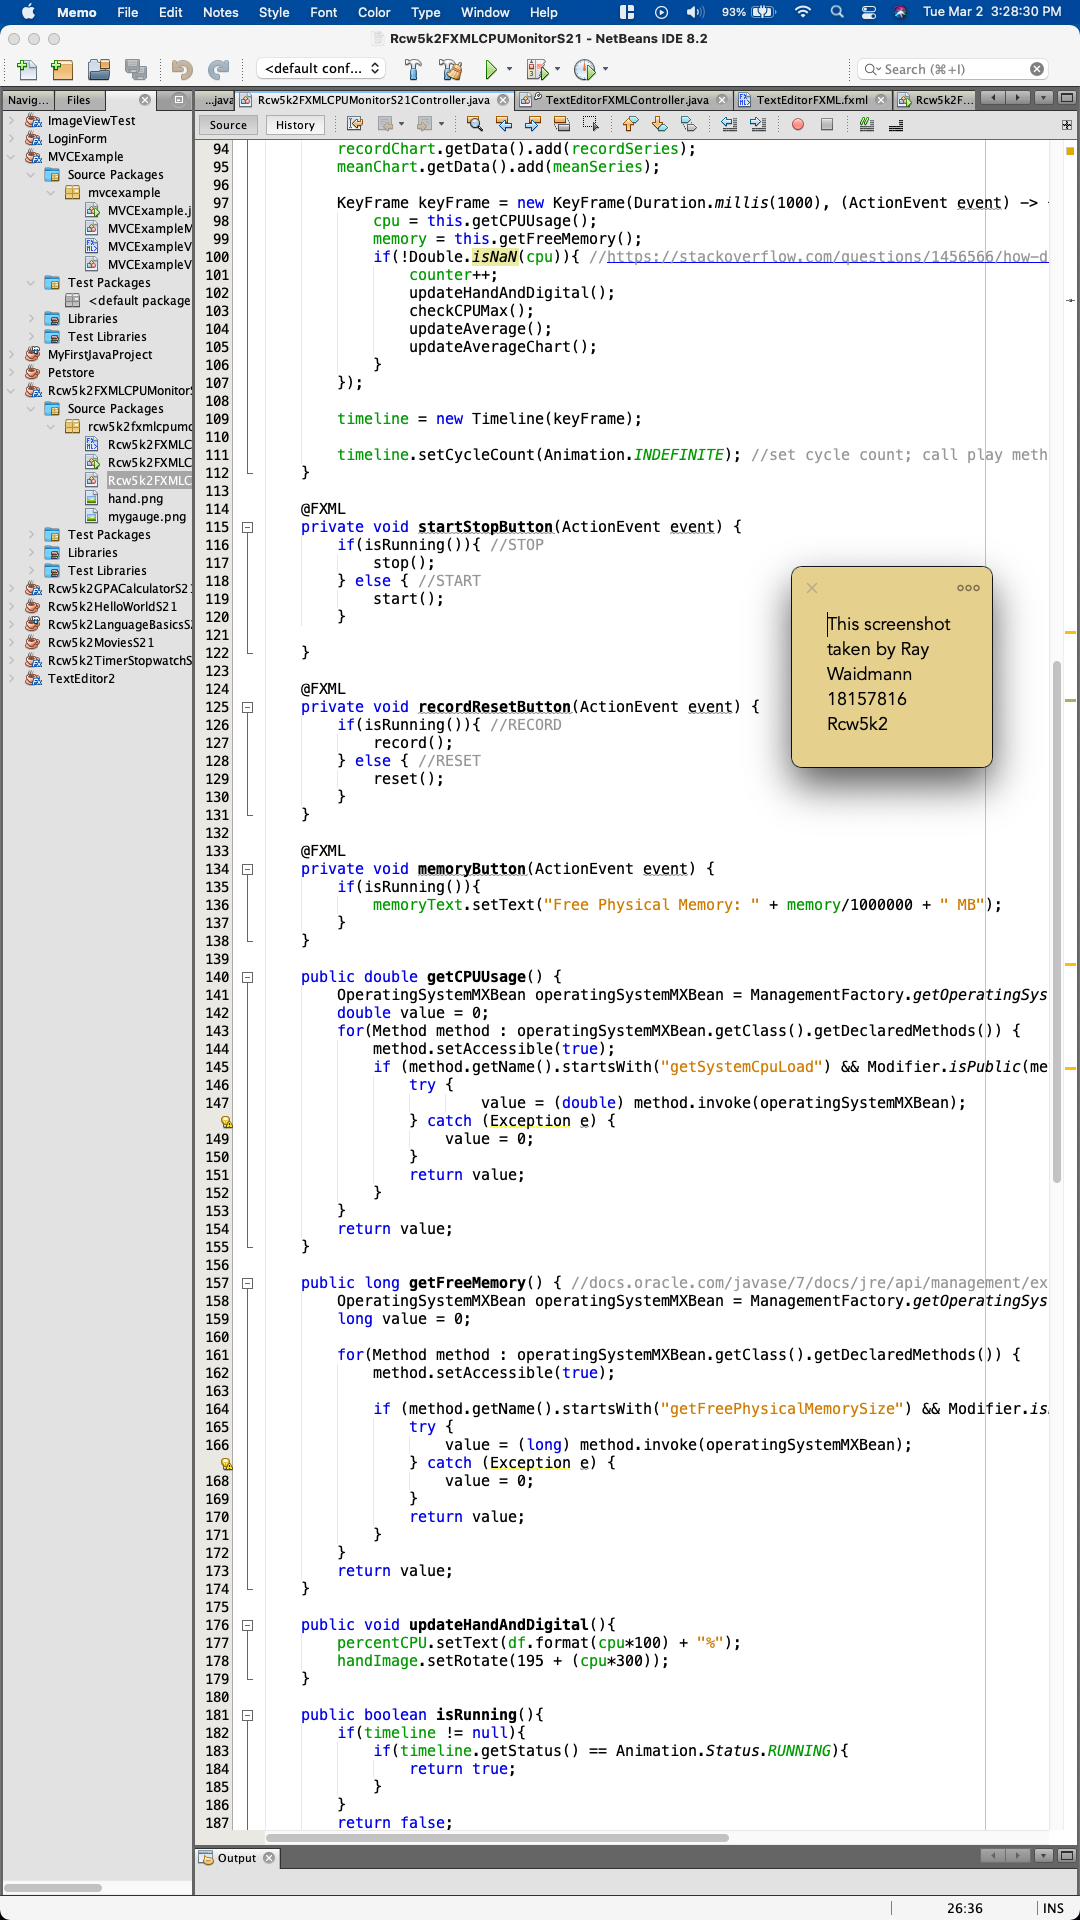 Memo File Edit Notes Style Font Color Type Window Help 93% Tue Mar 2 3:28:30 PM
Rcw5k2FXMLCPUMonitorS21 - NetBeans IDE 8.2
<default conf... Search (⌘+I)
Navig... Files ...java Rcw5k2FXMLCPUMonitorS21Controller.java TextEditorFXMLController.java TextEditorFXML.fxml Rcw5k2F...
Source History
ImageViewTest
LoginForm
MVCExample
Source Packages
mvcexample
MVCExample.j
MVCExampleM
MVCExampleV
MVCExampleV
Test Packages
<default package
Libraries
Test Libraries
MyFirstJavaProject
Petstore
Rcw5k2FXMLCPUMonitorS
Source Packages
rcw5k2fxmlcpumo
Rcw5k2FXMLC
Rcw5k2FXMLC
Rcw5k2FXMLC
hand.png
mygauge.png
Test Packages
Libraries
Test Libraries
Rcw5k2GPACalculatorS21
Rcw5k2HelloWorldS21
Rcw5k2LanguageBasicsS2
Rcw5k2MoviesS21
Rcw5k2TimerStopwatchS
TextEditor2
94 recordChart.getData().add(recordSeries);
95 meanChart.getData().add(meanSeries);
96
97 KeyFrame keyFrame = new KeyFrame(Duration.millis(1000), (ActionEvent event) ->
98 cpu = this.getCPUUsage();
99 memory = this.getFreeMemory();
100 if(!Double.isNaN(cpu)){ //https://stackoverflow.com/questions/1456566/how-d
101 counter++;
102 updateHandAndDigital();
103 checkCPUMax();
104 updateAverage();
105 updateAverageChart();
106 }
107 });
108
109 timeline = new Timeline(keyFrame);
110
111 timeline.setCycleCount(Animation.INDEFINITE); //set cycle count; call play meth
112 }
113
114 @FXML
115 private void startStopButton(ActionEvent event) {
116 if(isRunning()){ //STOP
117 stop();
118 } else { //START
119 start();
120 }
121
122 }
123
124 @FXML
125 private void recordResetButton(ActionEvent event) {
126 if(isRunning()){ //RECORD
127 record();
128 } else { //RESET
129 reset();
130 }
131 }
132
133 @FXML
134 private void memoryButton(ActionEvent event) {
135 if(isRunning()){
136 memoryText.setText("Free Physical Memory: " + memory/1000000 + " MB");
137 }
138 }
139
140 public double getCPUUsage() {
141 OperatingSystemMXBean operatingSystemMXBean = ManagementFactory.getOperatingSys
142 double value = 0;
143 for(Method method : operatingSystemMXBean.getClass().getDeclaredMethods()) {
144 method.setAccessible(true);
145 if (method.getName().startsWith("getSystemCpuLoad") && Modifier.isPublic(me
146 try {
147 value = (double) method.invoke(operatingSystemMXBean);
} catch (Exception e) {
149 value = 0;
150 }
151 return value;
152 }
153 }
154 return value;
155 }
156
157 public long getFreeMemory() { //docs.oracle.com/javase/7/docs/jre/api/management/ex
158 OperatingSystemMXBean operatingSystemMXBean = ManagementFactory.getOperatingSys
159 long value = 0;
160
161 for(Method method : operatingSystemMXBean.getClass().getDeclaredMethods()) {
162 method.setAccessible(true);
163
164 if (method.getName().startsWith("getFreePhysicalMemorySize") && Modifier.is
165 try {
166 value = (long) method.invoke(operatingSystemMXBean);
} catch (Exception e) {
168 value = 0;
169 }
170 return value;
171 }
172 }
173 return value;
174 }
175
176 public void updateHandAndDigital(){
177 percentCPU.setText(df.format(cpu*100) + "%");
178 handImage.setRotate(195 + (cpu*300));
179 }
180
181 public boolean isRunning(){
182 if(timeline != null){
183 if(timeline.getStatus() == Animation.Status.RUNNING){
184 return true;
185 }
186 }
187 return false;
This screenshot
taken by Ray
Waidmann
18157816
Rcw5k2
Output
26:36 INS